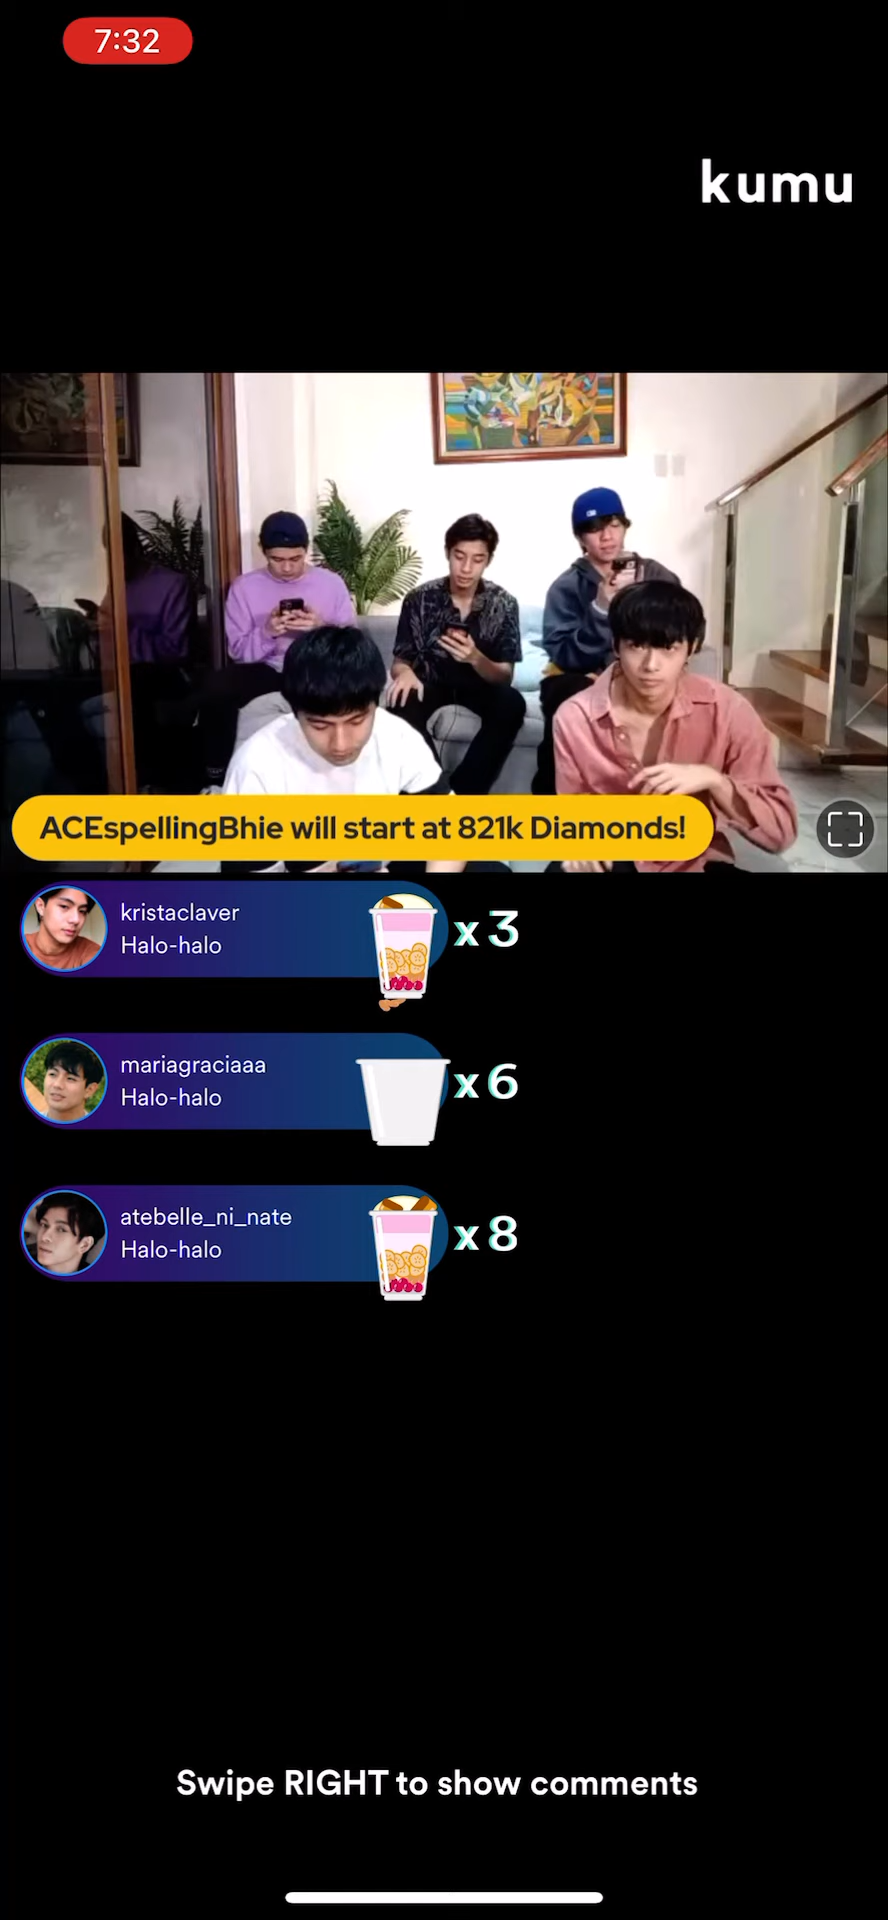 7:32
kumu
ACEspellingBhie will start at 821k Diamonds!
kristaclaver
Halo-halo
x 3
mariagraciaaa
Halo-halo
x 6
atebelle_ni_nate
Halo-halo
x 8
Swipe RIGHT to show comments